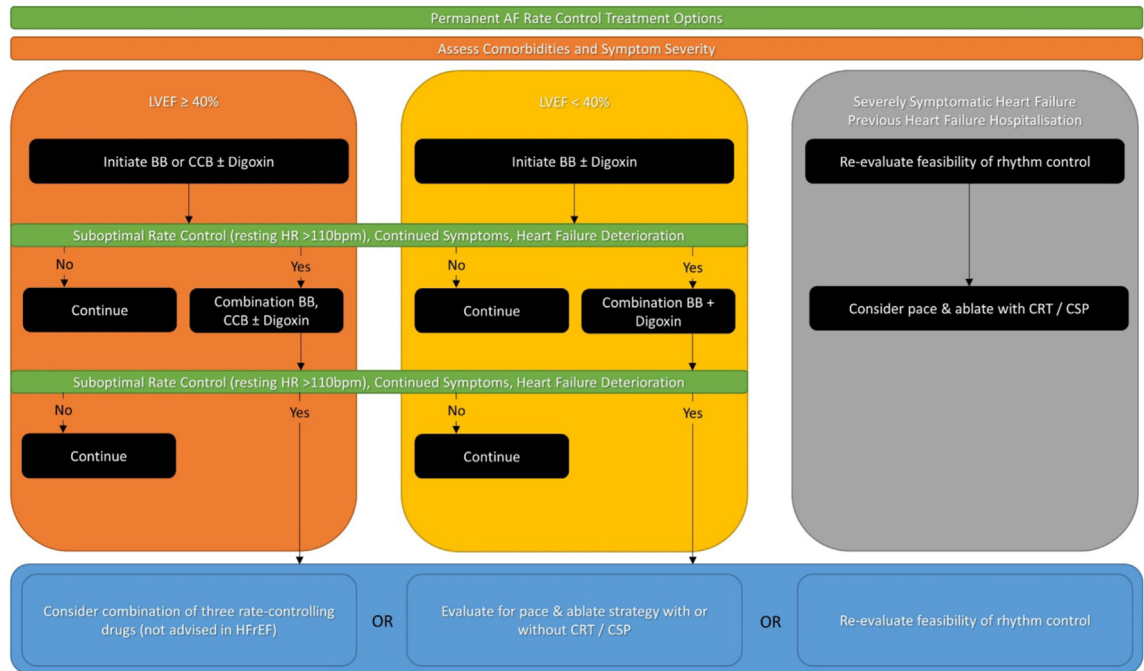 Permanent AF Rate Control Treatment Options
Assess Comorbidities and Symptom Severity
LVEF ≥ 40%
Initiate BB or CCB ± Digoxin
LVEF < 40%
Initiate BB ± Digoxin
Severely Symptomatic Heart Failure
Previous Heart Failure Hospitalisation
Re-evaluate feasibility of rhythm control
Suboptimal Rate Control (resting HR >110bpm), Continued Symptoms, Heart Failure Deterioration
No
Yes
No
Yes
Continue
Combination BB,
CCB ± Digoxin
Continue
Combination BB +
Digoxin
Consider pace & ablate with CRT / CSP
Suboptimal Rate Control (resting HR >110bpm), Continued Symptoms, Heart Failure Deterioration
No
Yes
No
Yes
Continue
Continue
Consider combination of three rate-controlling
drugs (not advised in HFrEF)
OR
Evaluate for pace & ablate strategy with or
without CRT / CSP
OR
Re-evaluate feasibility of rhythm control